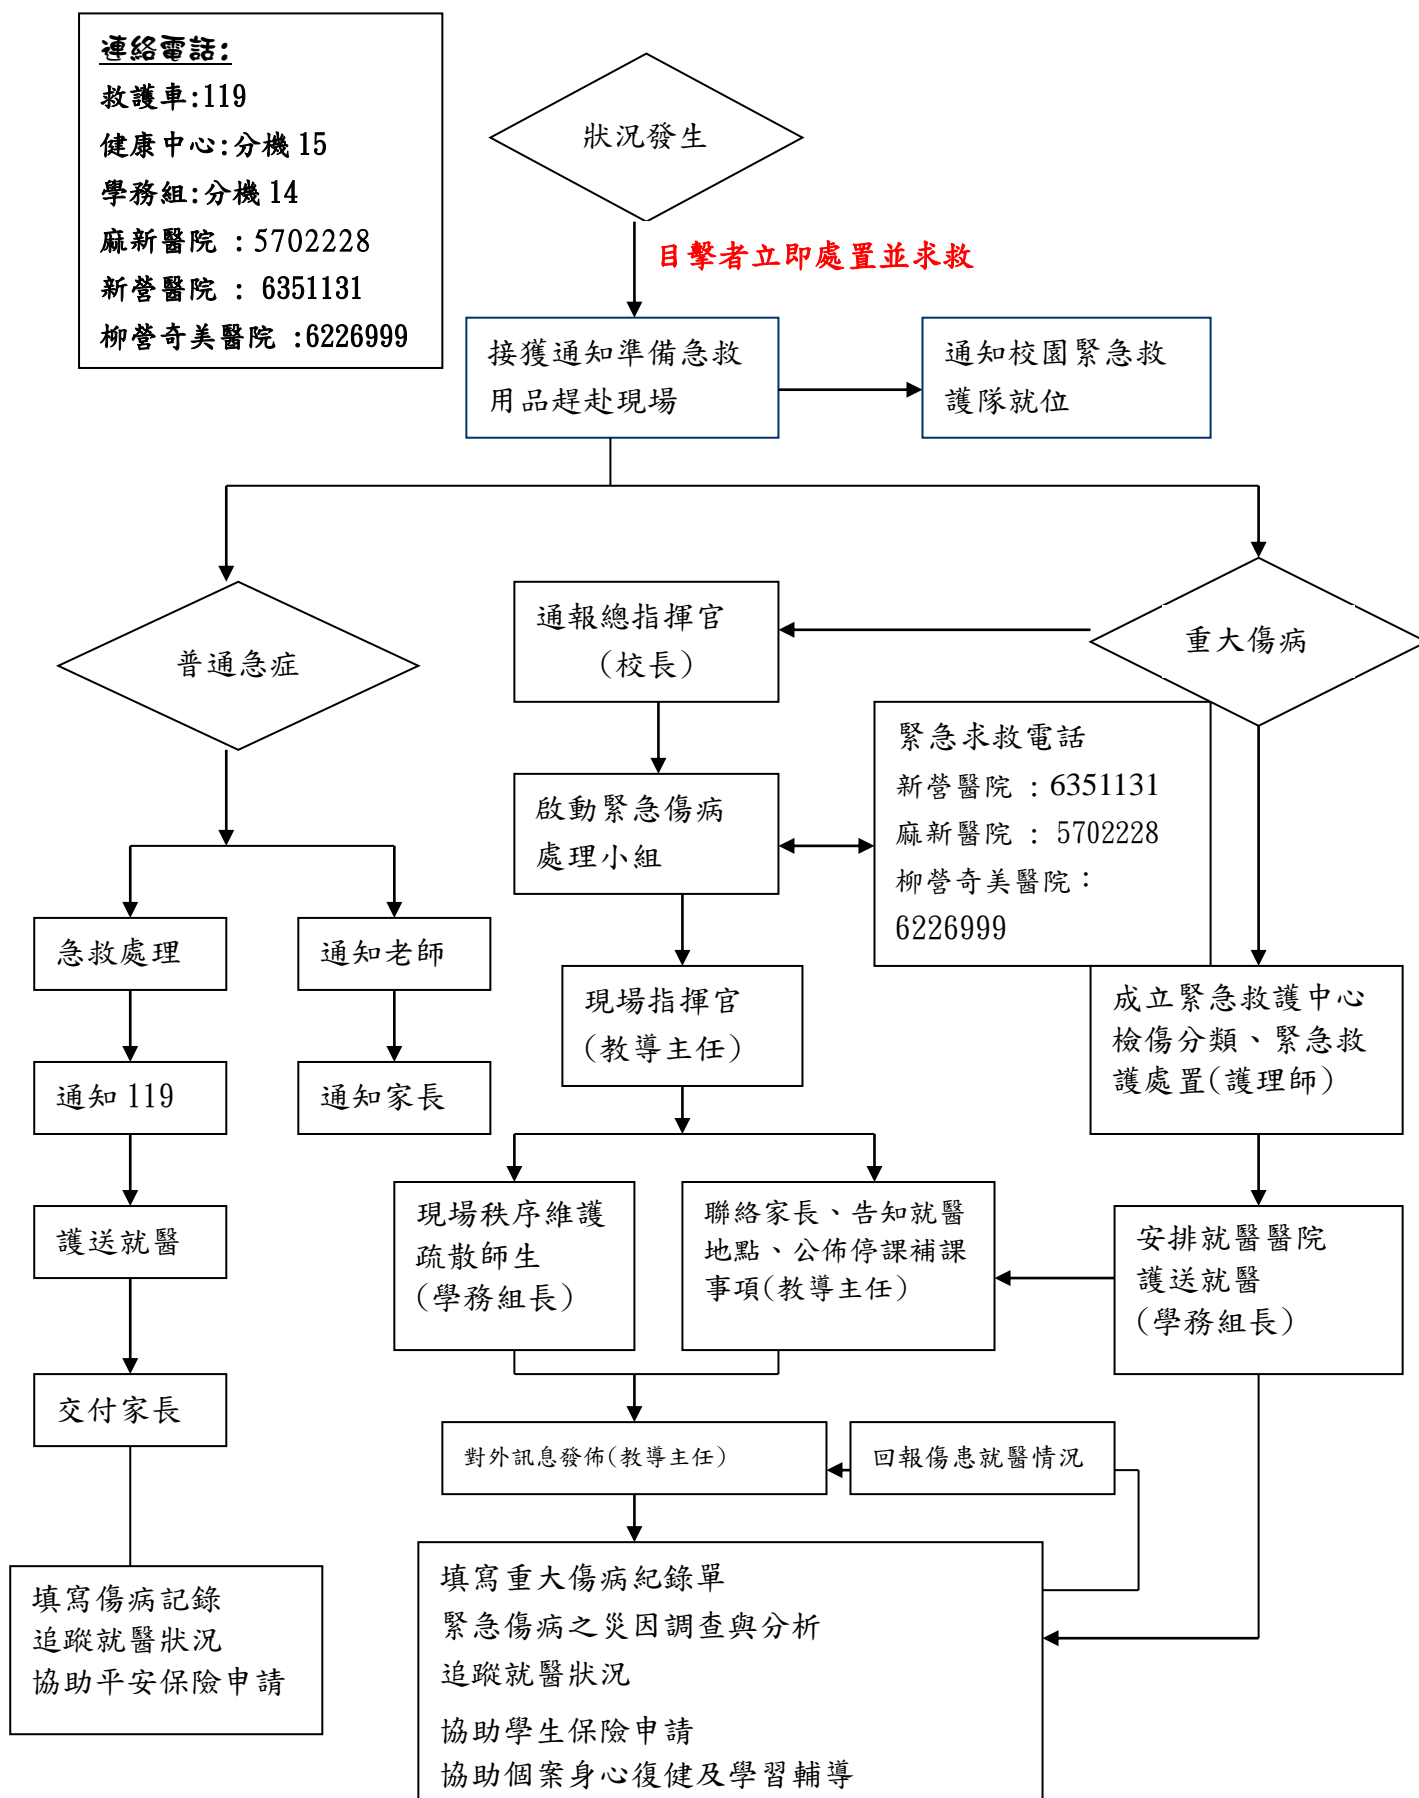 連絡電話:
救護車:119
健康中心:分機 15
學務組:分機 14
麻新醫院 : 5702228
新營醫院 : 6351131
柳營奇美醫院 :6226999
狀況發生
目擊者立即處置並求救
接獲通知準備急救
用品趕赴現場
通知校園緊急救
護隊就位
普通急症
通報總指揮官
(校長)
重大傷病
緊急求救電話
新營醫院 : 6351131
麻新醫院 : 5702228
柳營奇美醫院：
6226999
啟動緊急傷病
處理小組
急救處理
通知老師
現場指揮官
(教導主任)
成立緊急救護中心
檢傷分類、緊急救
護處置(護理師)
通知 119
通知家長
護送就醫
現場秩序維護
疏散師生
(學務組長)
聯絡家長、告知就醫
地點、公佈停課補課
事項(教導主任)
安排就醫醫院
護送就醫
(學務組長)
交付家長
對外訊息發佈(教導主任)
回報傷患就醫情況
填寫傷病記錄
追蹤就醫狀況
協助平安保險申請
填寫重大傷病紀錄單
緊急傷病之災因調查與分析
追蹤就醫狀況
協助學生保險申請
協助個案身心復健及學習輔導